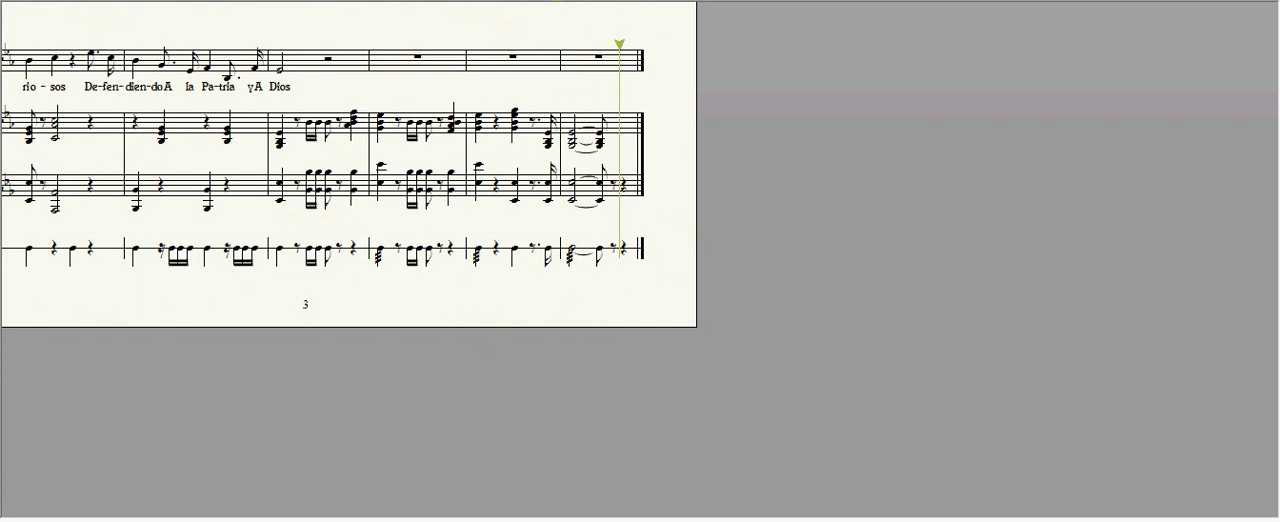 rio - sos De-fen-dien-doA la Pa-tria yA Dios
3